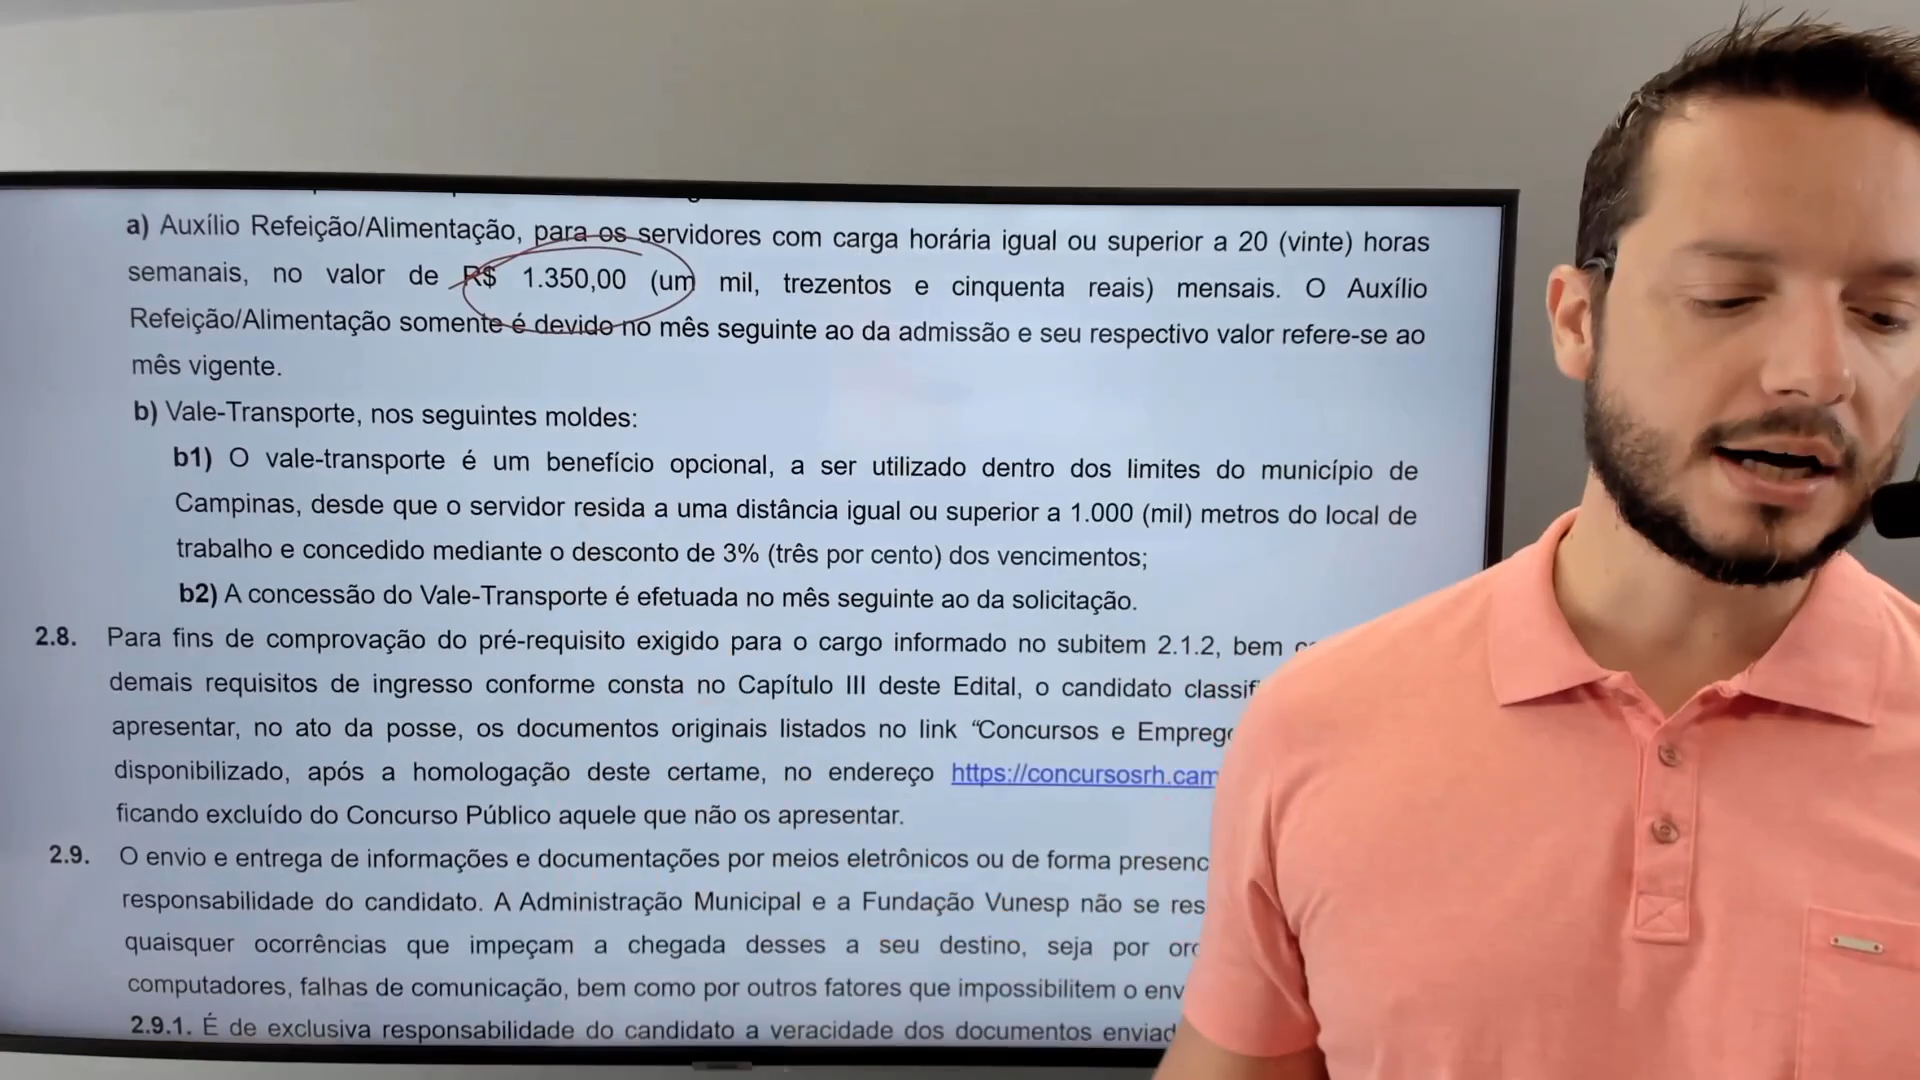 a) Auxílio Refeição/Alimentação, para os servidores com carga horária igual ou superior a 20 (vinte) horas
semanais, no valor de R$ 1.350,00 (um mil, trezentos e cinquenta reais) mensais. O Auxílio
Refeição/Alimentação somente é devido no mês seguinte ao da admissão e seu respectivo valor refere-se ao
mês vigente.
b) Vale-Transporte, nos seguintes moldes:
b1) O vale-transporte é um benefício opcional, a ser utilizado dentro dos limites do município de
Campinas, desde que o servidor resida a uma distância igual ou superior a 1.000 (mil) metros do local de
trabalho e concedido mediante o desconto de 3% (três por cento) dos vencimentos;
b2) A concessão do Vale-Transporte é efetuada no mês seguinte ao da solicitação.
2.8. Para fins de comprovação do pré-requisito exigido para o cargo informado no subitem 2.1.2, bem
demais requisitos de ingresso conforme consta no Capítulo III deste Edital, o candidato classif
apresentar, no ato da posse, os documentos originais listados no link “Concursos e Empreg
disponibilizado, após a homologação deste certame, no endereço https://concursosrh.cam
ficando excluído do Concurso Público aquele que não os apresentar.
2.9. O envio e entrega de informações e documentações por meios eletrônicos ou de forma presenc
responsabilidade do candidato. A Administração Municipal e a Fundação Vunesp não se res
quaisquer ocorrências que impeçam a chegada desses a seu destino, seja por ord
computadores, falhas de comunicação, bem como por outros fatores que impossibilitem o env
2.9.1. É de exclusiva responsabilidade do candidato a veracidade dos documentos enviad